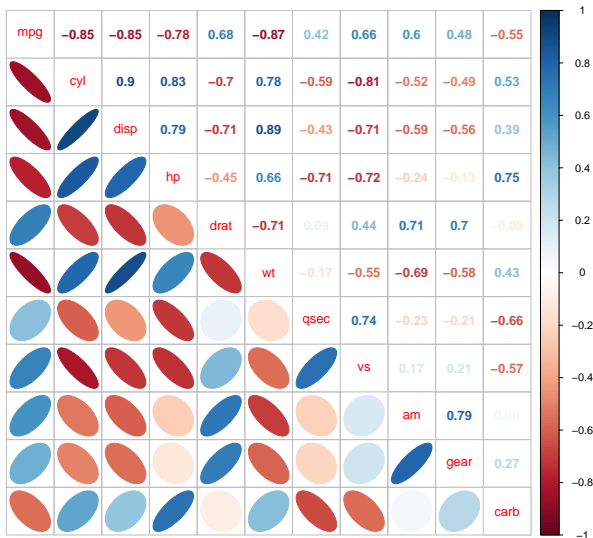 mpg −0.85 −0.85 −0.78 0.68 −0.87 0.42 0.66 0.6 0.48 −0.55
cyl 0.9 0.83 −0.7 0.78 −0.59 −0.81 −0.52 −0.49 0.53
disp 0.79 −0.71 0.89 −0.43 −0.71 −0.59 −0.56 0.39
hp −0.45 0.66 −0.71 −0.72 −0.24 −0.13 0.75
drat −0.71 0.09 0.44 0.71 0.7 −0.09
wt −0.17 −0.55 −0.69 −0.58 0.43
qsec 0.74 −0.23 −0.21 −0.66
vs 0.17 0.21 −0.57
am 0.79 0.06
gear 0.27
carb
1
0.8
0.6
0.4
0.2
0
−0.2
−0.4
−0.6
−0.8
−1